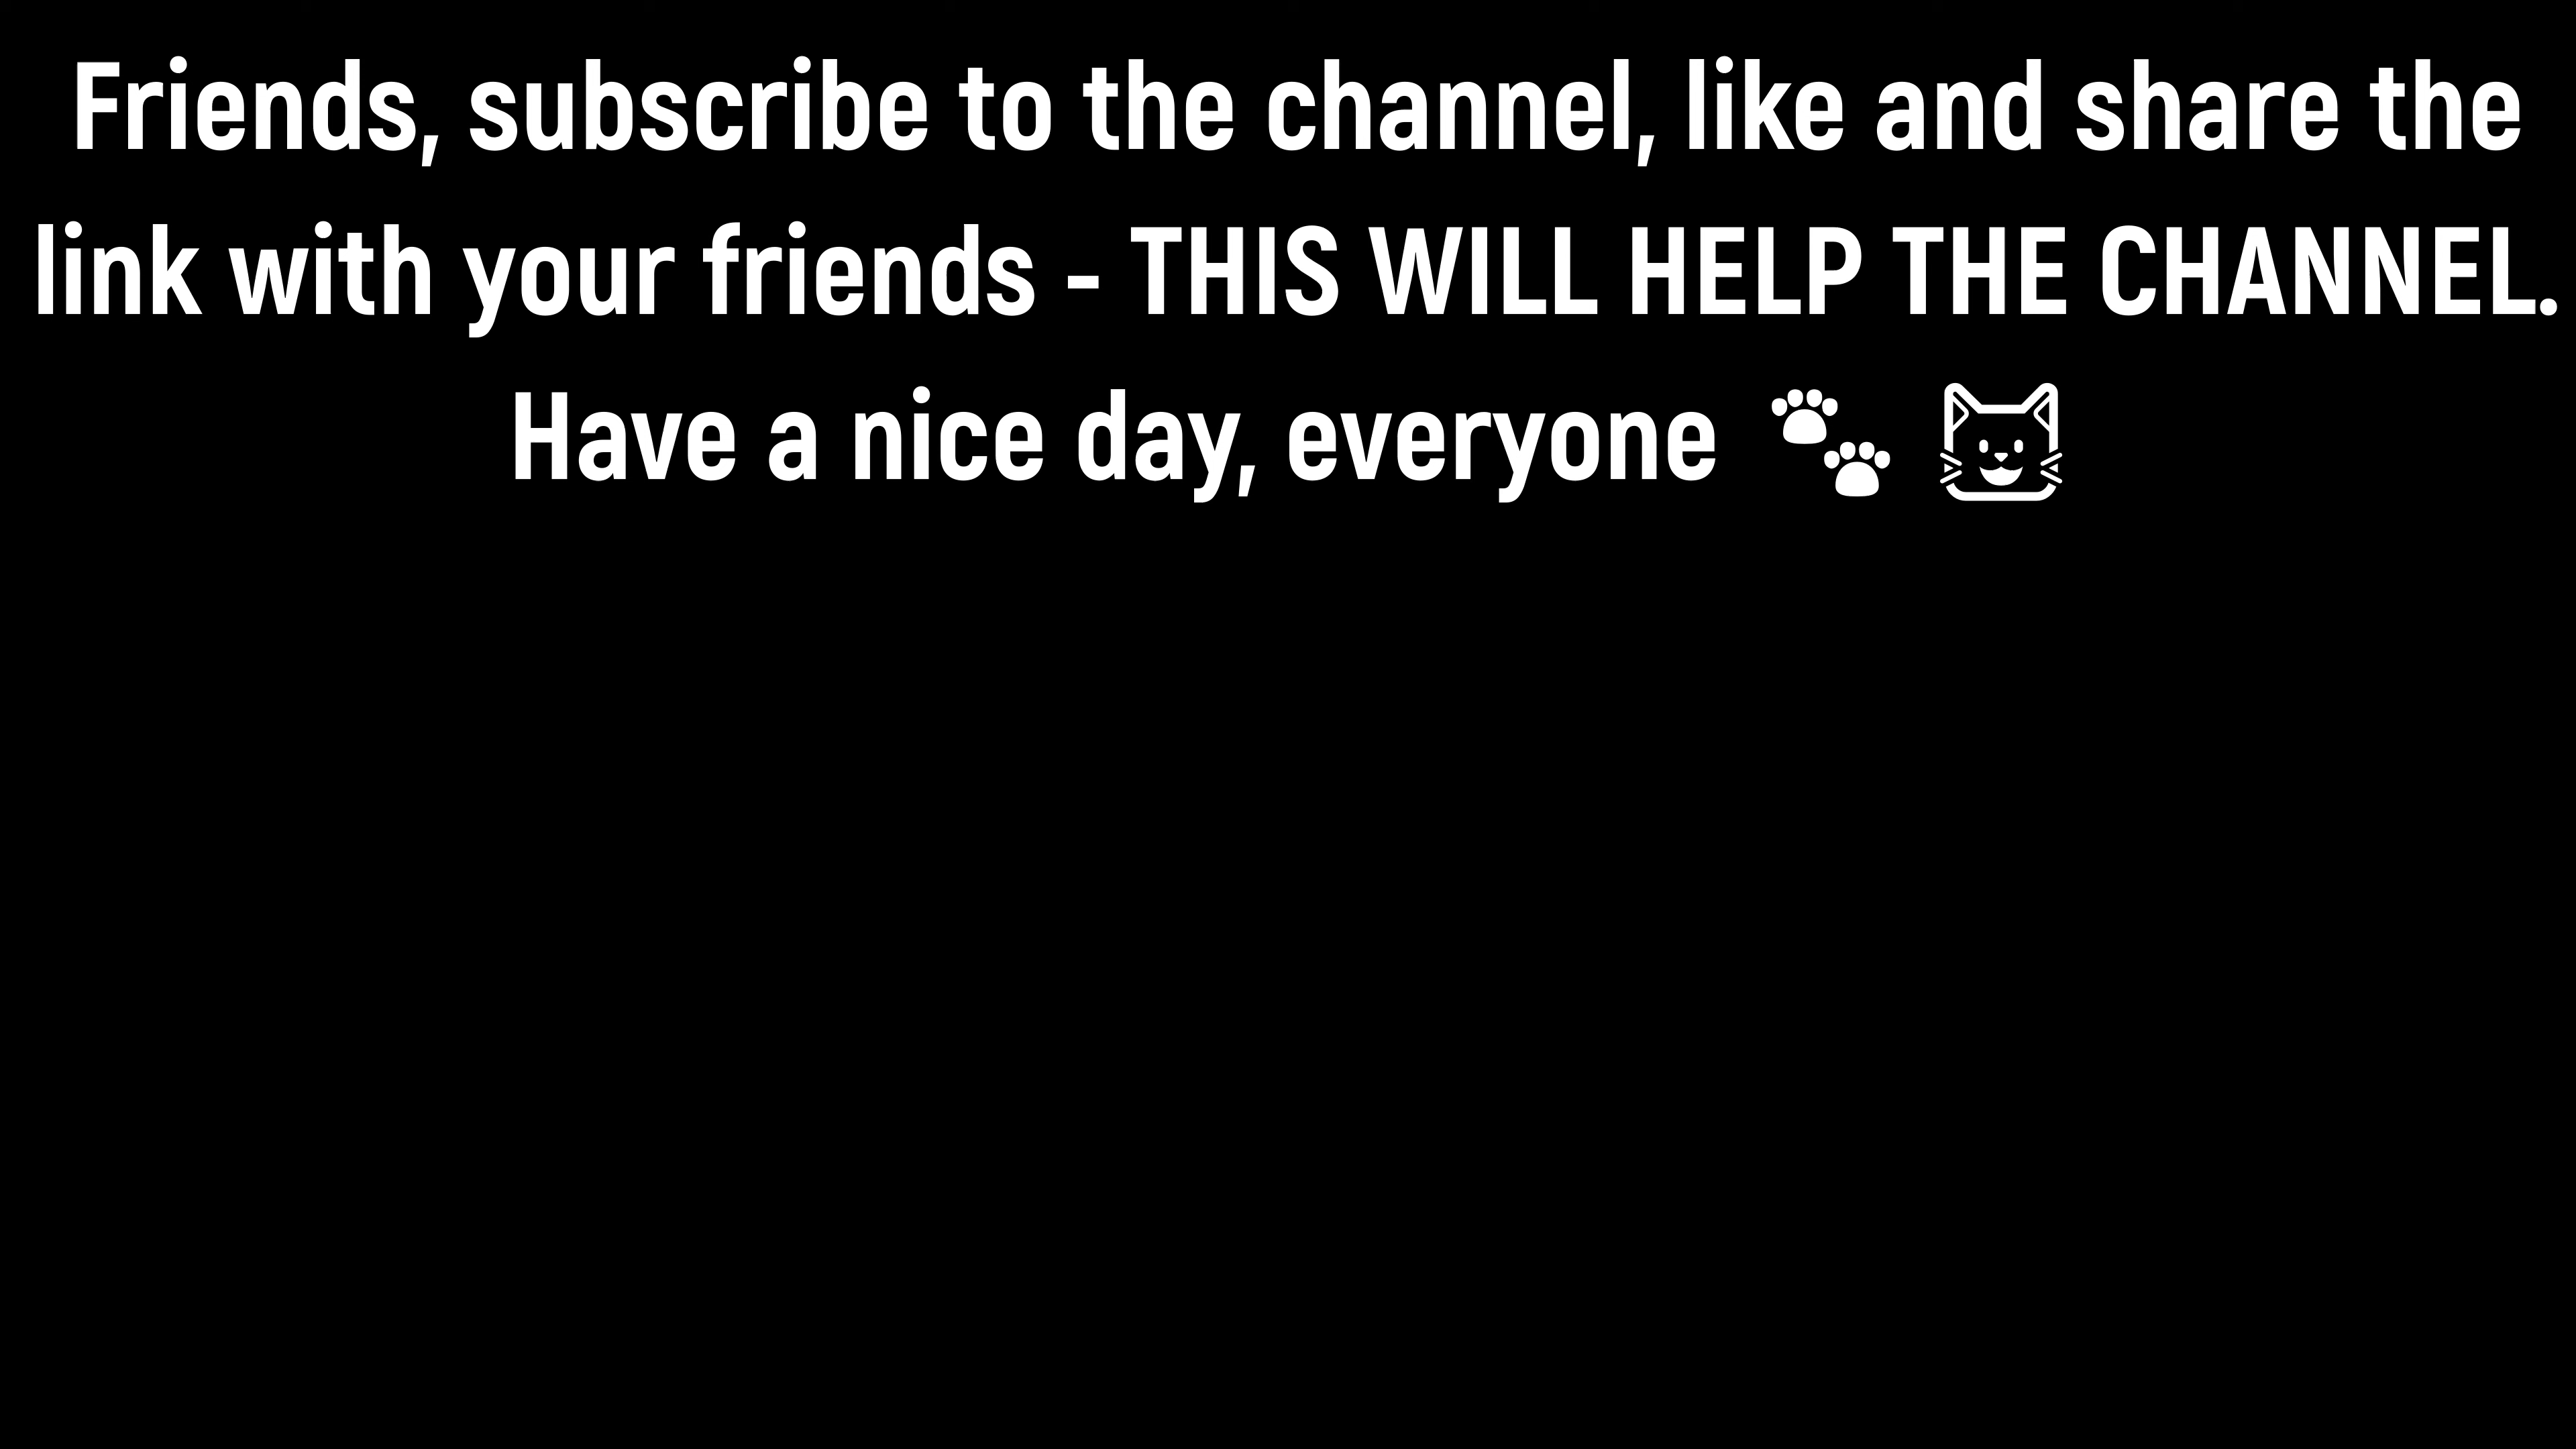 Friends, subscribe to the channel, like and share the
link with your friends - THIS WILL HELP THE CHANNEL.
Have a nice day, everyone 🐾 😺